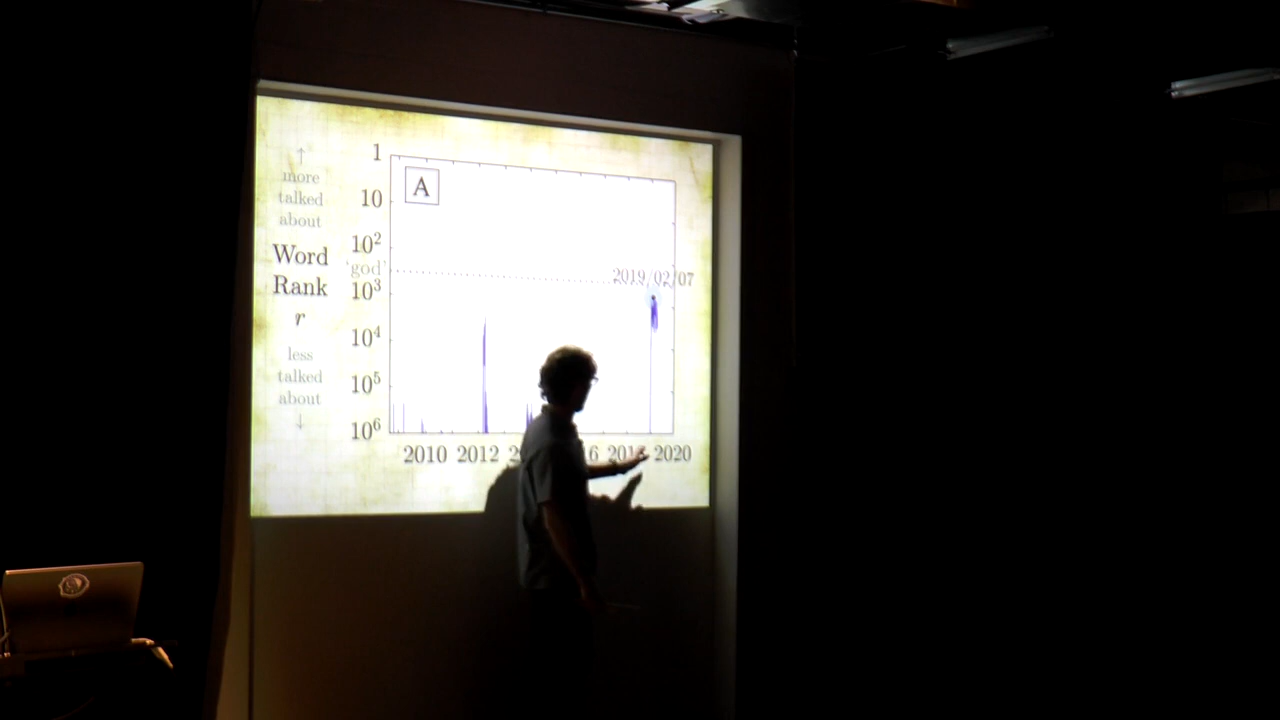 ↑
more
talked
about
Word
Rank
r
less
talked
about
↓
1
10
10²
'god'
10³
10⁴
10⁵
10⁶
A
2019/02/07
2010 2012 2020